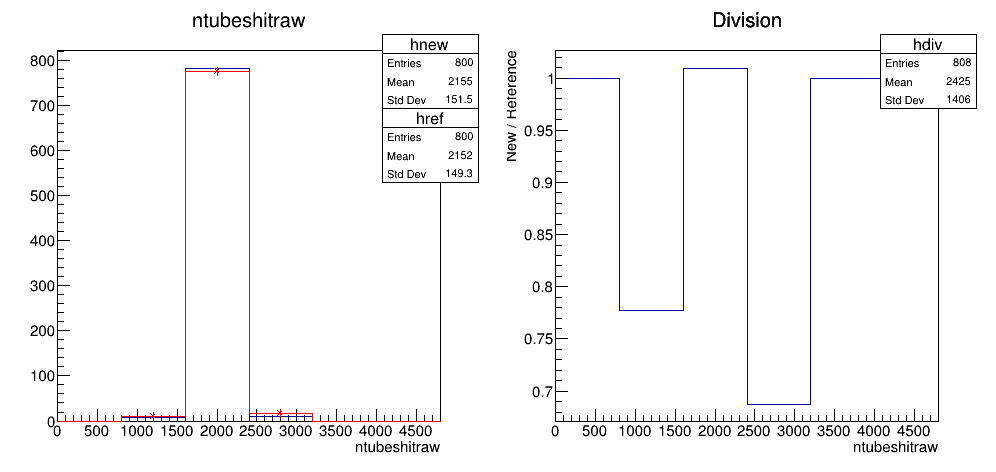 ntubeshitraw
hnew
Entries 800
Mean 2155
Std Dev 151.5
href
Entries 800
Mean 2152
Std Dev 149.3
800
700
600
500
400
300
200
100
0
0 500 1000 1500 2000 2500 3000 3500 4000 4500
ntubeshitraw
Division
hdiv
Entries 808
Mean 2425
Std Dev 1406
New / Reference
1
0.95
0.9
0.85
0.8
0.75
0.7
0 500 1000 1500 2000 2500 3000 3500 4000 4500
ntubeshitraw